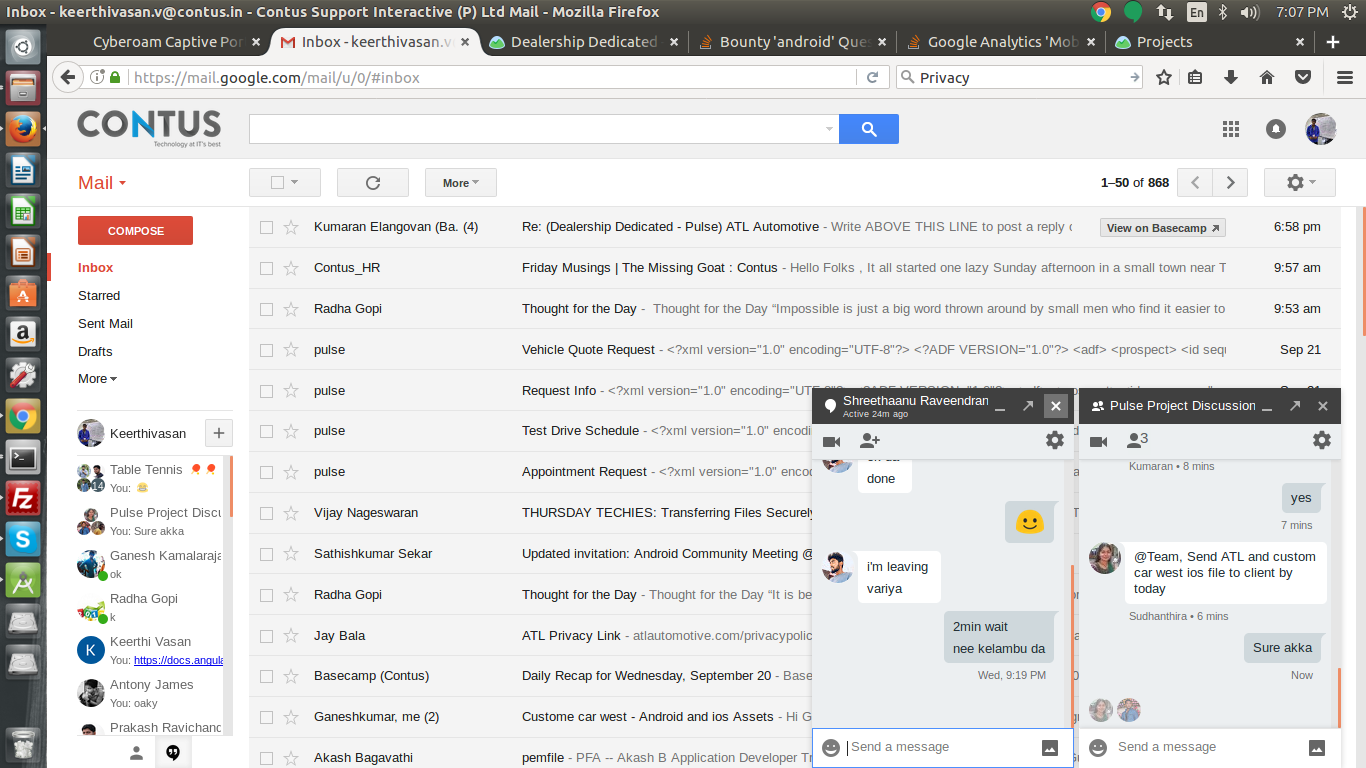 Inbox - keerthivasan.v@contus.in - Contus Support Interactive (P) Ltd Mail - Mozilla Firefox
En
7:07 PM
Cyberoam Captive Por
Inbox - keerthivasan.v
Dealership Dedicated
Bounty 'android' Que
Google Analytics 'Mob
Projects
https://mail.google.com/mail/u/0/#inbox
Privacy
CONTUS
Technology at IT's best
Mail
More
1–50 of 868
COMPOSE
Inbox
Starred
Sent Mail
Drafts
More
Kumaran Elangovan (Ba. (4) Re: (Dealership Dedicated - Pulse) ATL Automotive - Write ABOVE THIS LINE to post a reply View on Basecamp 6:58 pm
Contus_HR Friday Musings | The Missing Goat : Contus - Hello Folks , It all started one lazy Sunday afternoon in a small town near T 9:57 am
Radha Gopi Thought for the Day - Thought for the Day “Impossible is just a big word thrown around by small men who find it easier to 9:53 am
pulse Vehicle Quote Request - <?xml version="1.0" encoding="UTF-8"?> <?ADF VERSION="1.0"?> <adf> <prospect> <id sequ Sep 21
pulse Request Info - <?xml version="1.0"
pulse Test Drive Schedule - <?xml version="1.0" encodi
pulse Appointment Request - <?xml version="1.0" enco
Vijay Nageswaran THURSDAY TECHIES: Transferring Files Securely
Sathishkumar Sekar Updated invitation: Android Community Meeting @
Radha Gopi Thought for the Day - Thought for the Day “It is be
Jay Bala ATL Privacy Link - atlautomotive.com/privacypolic
Basecamp (Contus) Daily Recap for Wednesday, September 20 - Base
Ganeshkumar, me (2) Custome car west - Android and ios Assets - Hi G
Akash Bagavathi pemfile - PFA -- Akash B Application Developer Tr
Keerthivasan
Table Tennis
14
You:
Pulse Project Discu
You: Sure akka
Ganesh Kamalaraja
ok
Radha Gopi
k
K
Keerthi Vasan
You: https://docs.angula
Antony James
You: oaky
Prakash Ravichand
Shreethaanu Raveendran
Active 24m ago
done
i'm leaving
variya
2min wait
nee kelambu da
Wed, 9:19 PM
Send a message
Pulse Project Discussion
3
Kumaran • 8 mins
yes
7 mins
@Team, Send ATL and custom
car west ios file to client by
today
Sudhanthira • 6 mins
Sure akka
Now
Send a message